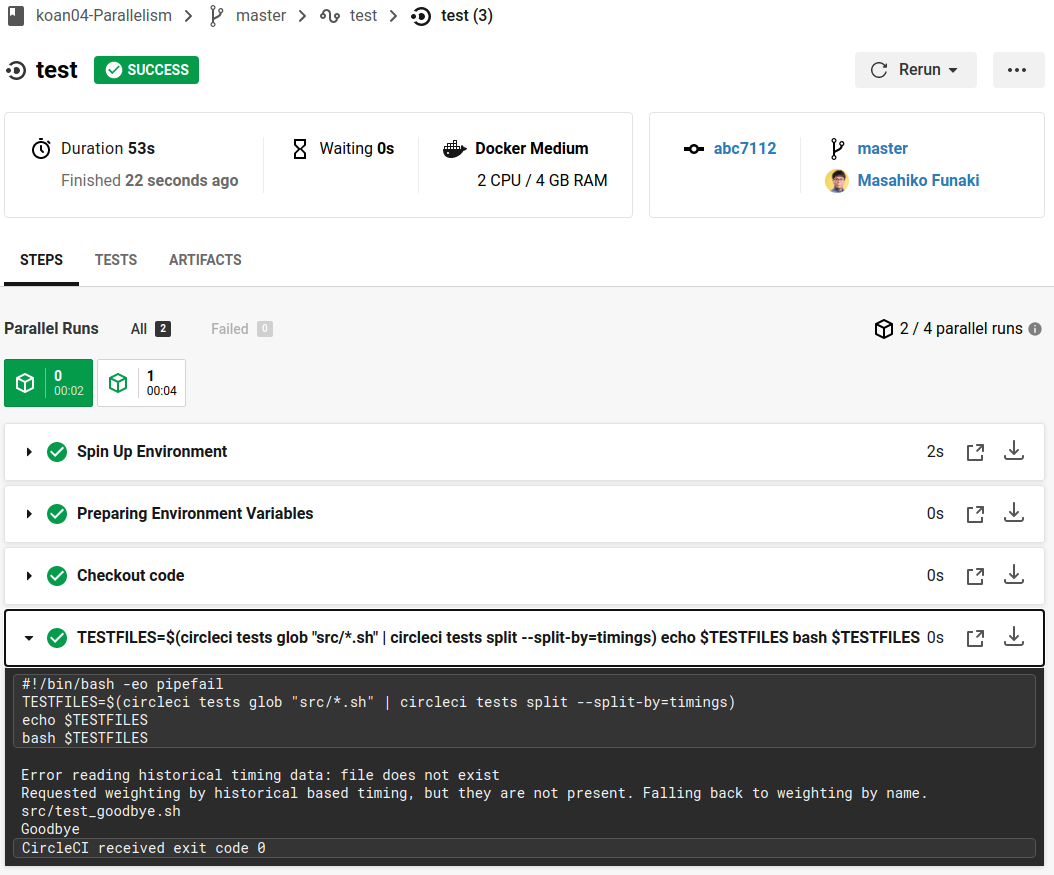 koan04-Parallelism master test test (3)
test SUCCESS Rerun
Duration 53s Waiting 0s Docker Medium abc7112 master
Finished 22 seconds ago 2 CPU / 4 GB RAM Masahiko Funaki
STEPS TESTS ARTIFACTS
Parallel Runs All 2 Failed 0 2 / 4 parallel runs
0 1
00:02 00:04
Spin Up Environment 2s
Preparing Environment Variables 0s
Checkout code 0s
TESTFILES=$(circleci tests glob "src/*.sh" | circleci tests split --split-by=timings) echo $TESTFILES bash $TESTFILES 0s
#!/bin/bash -eo pipefail
TESTFILES=$(circleci tests glob "src/*.sh" | circleci tests split --split-by=timings)
echo $TESTFILES
bash $TESTFILES
Error reading historical timing data: file does not exist
Requested weighting by historical based timing, but they are not present. Falling back to weighting by name.
src/test_goodbye.sh
Goodbye
CircleCI received exit code 0